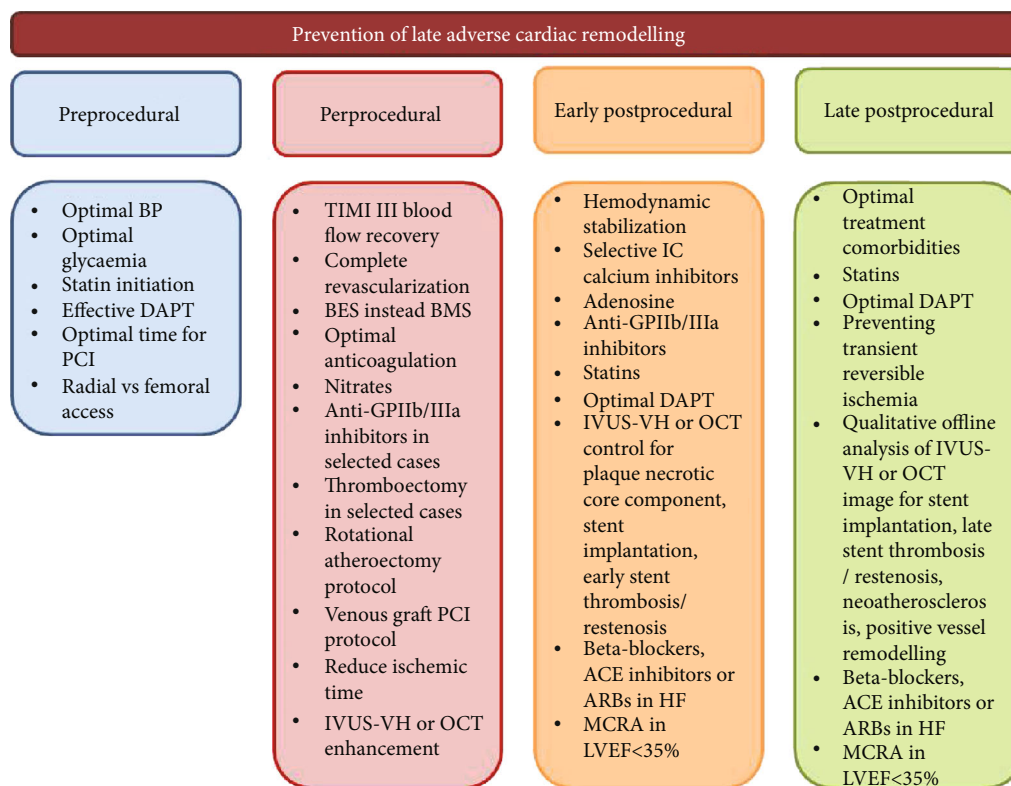 Prevention of late adverse cardiac remodelling
Preprocedural
• Optimal BP
• Optimal
glycaemia
• Statin initiation
• Effective DAPT
• Optimal time for
PCI
• Radial vs femoral
access
Perprocedural
• TIMI III blood
flow recovery
• Complete
revascularization
• BES instead BMS
• Optimal
anticoagulation
• Nitrates
• Anti-GPIIb/IIIa
inhibitors in
selected cases
• Thromboectomy
in selected cases
• Rotational
atheroectomy
protocol
• Venous graft PCI
protocol
• Reduce ischemic
time
• IVUS-VH or OCT
enhancement
Early postprocedural
• Hemodynamic
stabilization
• Selective IC
calcium inhibitors
• Adenosine
• Anti-GPIIb/IIIa
inhibitors
• Statins
• Optimal DAPT
• IVUS-VH or OCT
control for
plaque necrotic
core component,
stent
implantation,
early stent
thrombosis/
restenosis
• Beta-blockers,
ACE inhibitors or
ARBs in HF
• MCRA in
LVEF<35%
Late postprocedural
• Optimal
treatment
comorbidities
• Statins
• Optimal DAPT
• Preventing
transient
reversible
ischemia
• Qualitative offline
analysis of IVUS-
VH or OCT
image for stent
implantation, late
stent thrombosis
/ restenosis,
neoatheroscleros
is, positive vessel
remodelling
• Beta-blockers,
ACE inhibitors or
ARBs in HF
• MCRA in
LVEF<35%